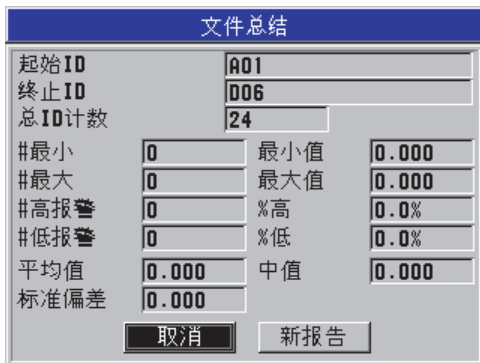 文件总结
起始ID A01
终止ID D06
总ID计数 24
#最小 0 最小值 0.000
#最大 0 最大值 0.000
#高报警 0 %高 0.0%
#低报警 0 %低 0.0%
平均值 0.000 中值 0.000
标准偏差 0.000
取消 新报告